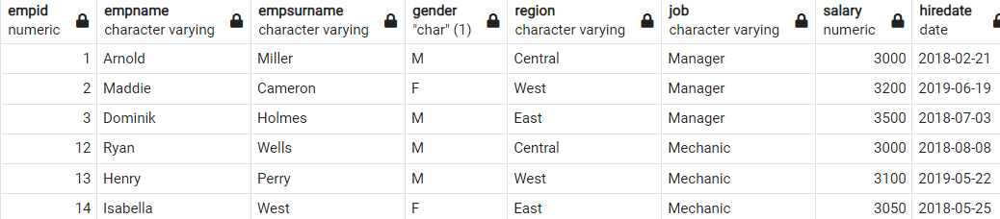 empid empname empsurname gender region job salary hiredate
numeric character varying character varying "char" (1) character varying character varying numeric date
1 Arnold Miller M Central Manager 3000 2018-02-21
2 Maddie Cameron F West Manager 3200 2019-06-19
3 Dominik Holmes M East Manager 3500 2018-07-03
12 Ryan Wells M Central Mechanic 3000 2018-08-08
13 Henry Perry M West Mechanic 3100 2019-05-22
14 Isabella West F East Mechanic 3050 2018-05-25